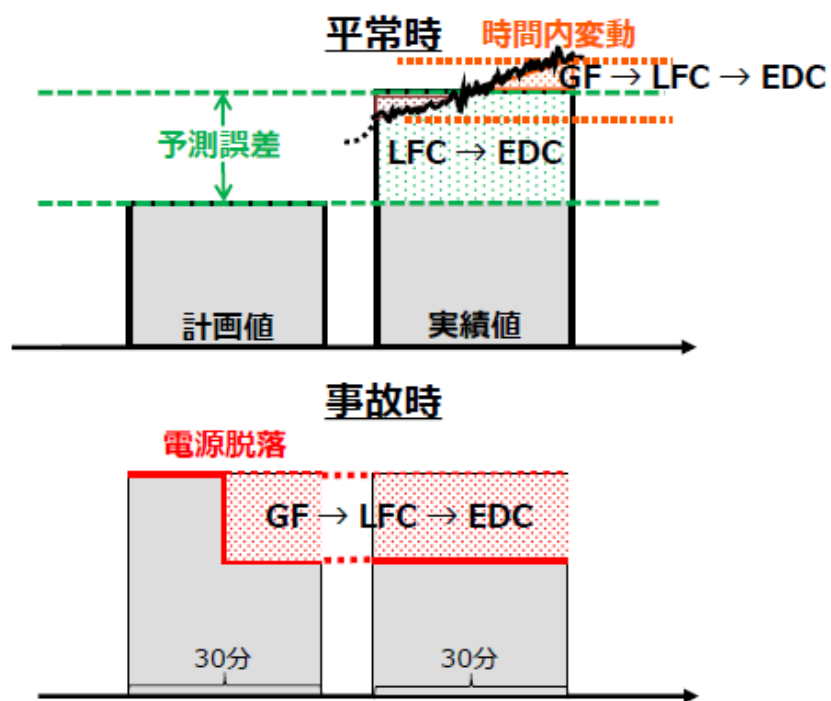 平常時
時間内変動
GF → LFC → EDC
予測誤差
LFC → EDC
計画値
実績値
事故時
電源脱落
GF → LFC → EDC
30分
30分